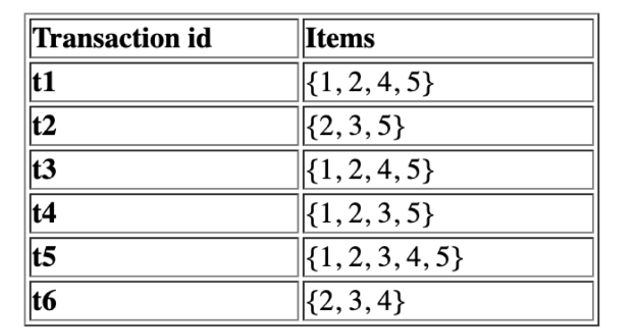 Transaction id Items
t1 {1, 2, 4, 5}
t2 {2, 3, 5}
t3 {1, 2, 4, 5}
t4 {1, 2, 3, 5}
t5 {1, 2, 3, 4, 5}
t6 {2, 3, 4}